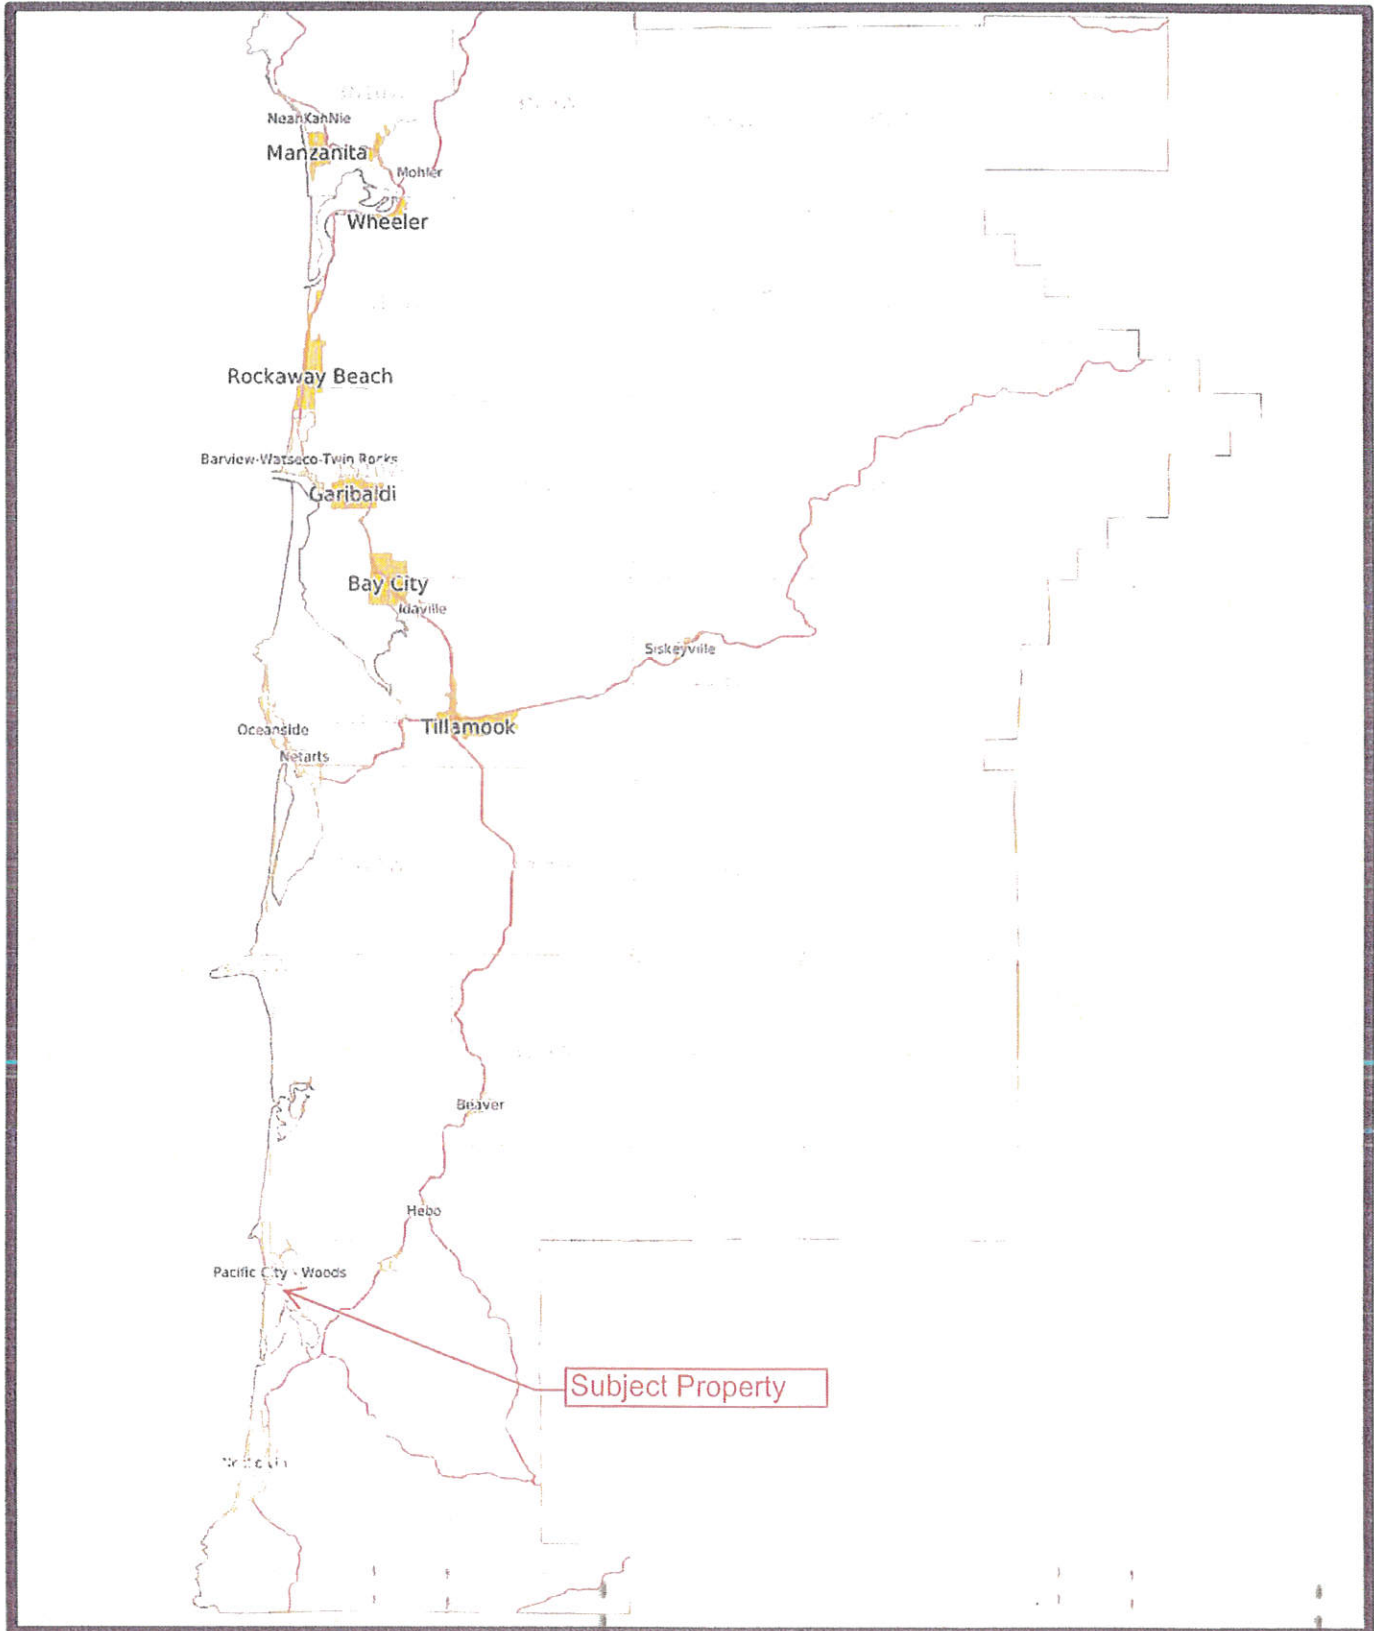 NeahKahNie
Manzanita
Mohler
Wheeler
Rockaway Beach
Barview-Watseco-Twin Rocks
Garibaldi
Bay City
Idaville
Siskeyville
Tillamook
Oceanside
Netarts
Beaver
Hebo
Pacific City - Woods
Subject Property